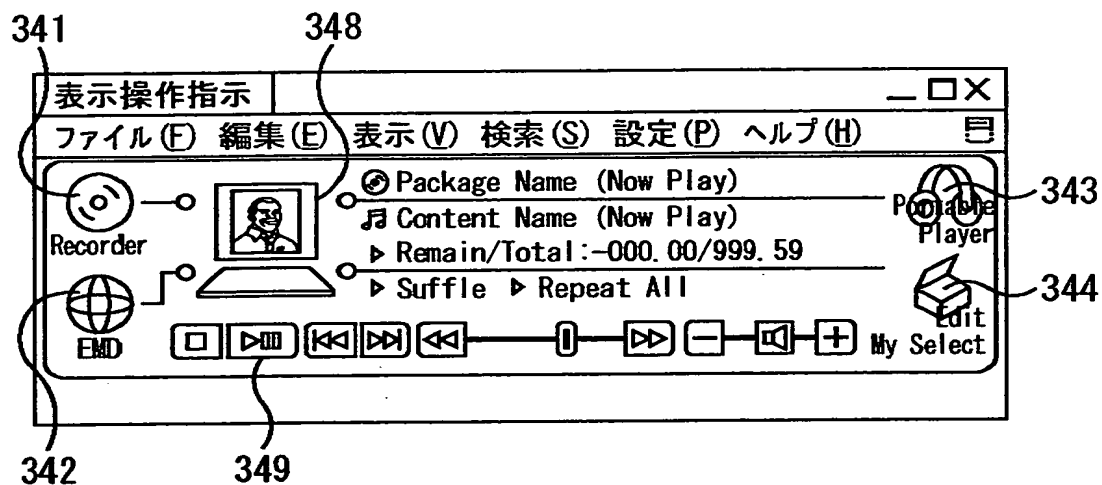 341
348
表示操作指示
ファイル(F) 編集(E) 表示(V) 検索(S) 設定(P) ヘルプ(H)
Package Name (Now Play)
343
Portable
Player
Content Name (Now Play)
Recorder
Remain/Total:-000.00/999.59
344
Suffle Repeat All
Edit
My Select
EMD
342
349